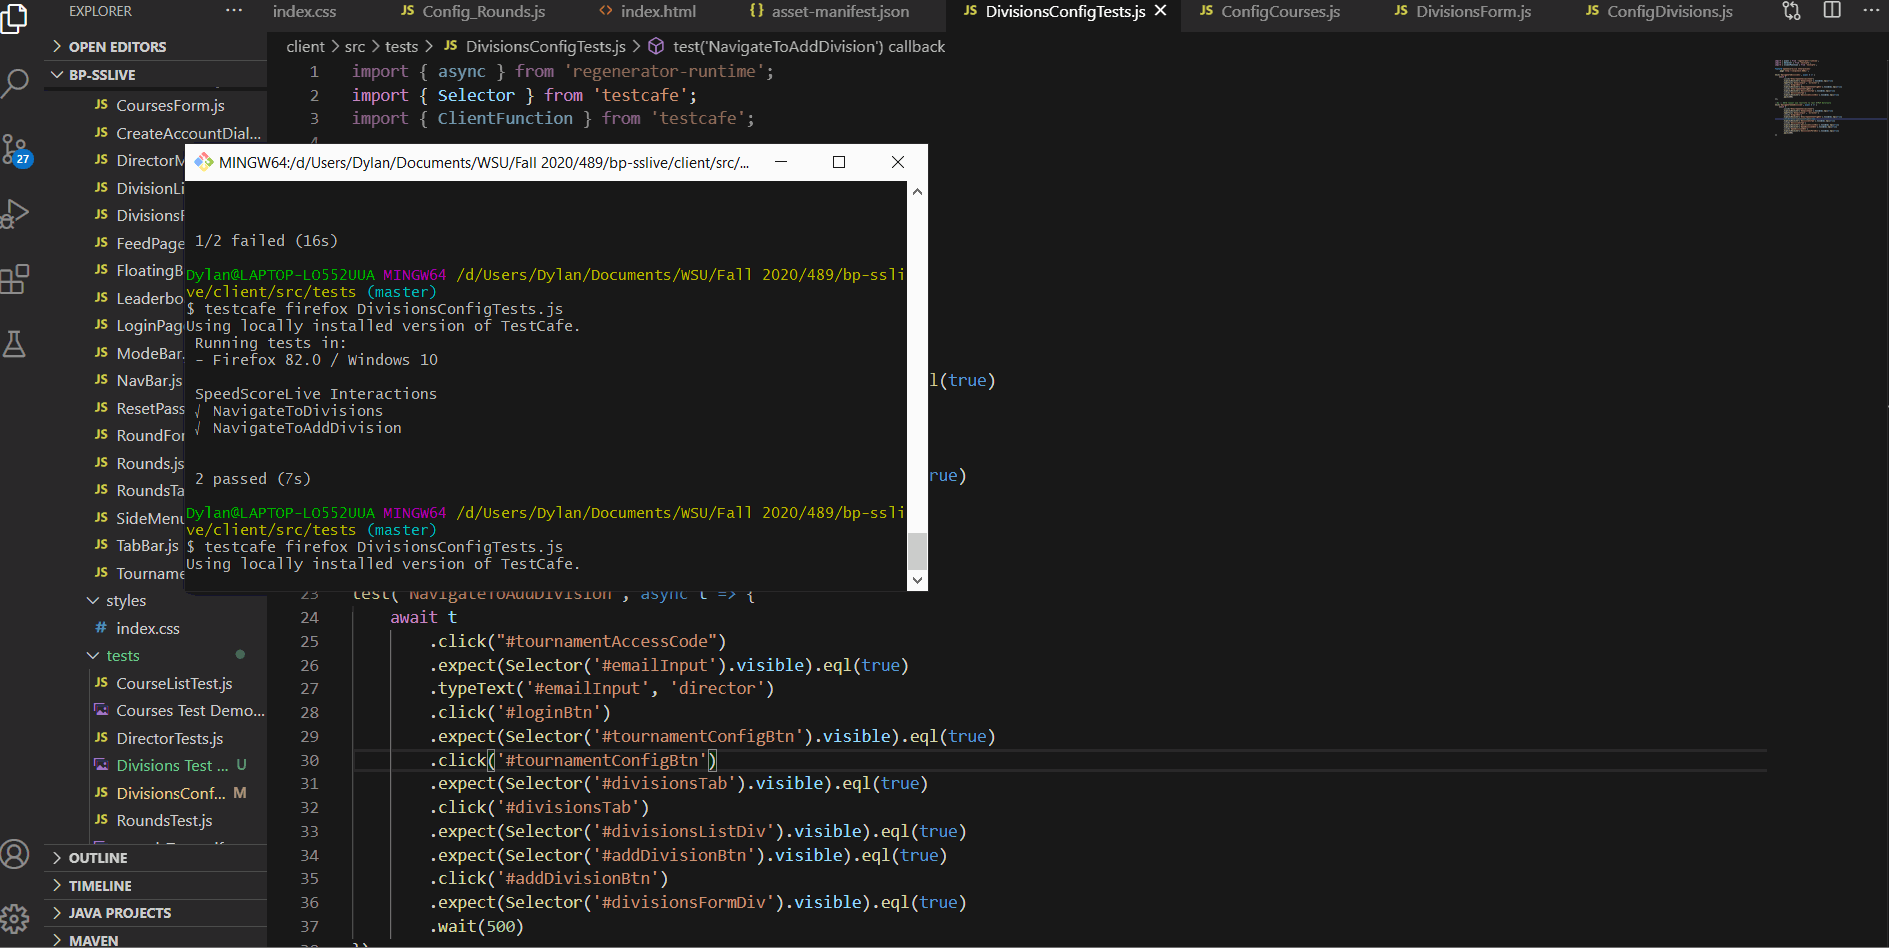 EXPLORER
···
OPEN EDITORS
BP-SSLIVE
JS CoursesForm.js
JS CreateAccountDial...
JS DirectorM
JS DivisionLi
JS DivisionsF
JS FeedPage
JS FloatingB
JS Leaderbo
JS LoginPag
JS ModeBar.
JS NavBar.js
JS ResetPass
JS RoundFor
JS Rounds.js
JS RoundsTa
JS SideMenu
JS TabBar.js
JS Tourname
styles
# index.css
tests
JS CourseListTest.js
Courses Test Demo...
JS DirectorTests.js
Divisions Test ... U
JS DivisionsConf... M
JS RoundsTest.js
OUTLINE
TIMELINE
JAVA PROJECTS
MAVEN
27
index.css
JS Config_Rounds.js
<> index.html
{} asset-manifest.json
JS DivisionsConfigTests.js
JS ConfigCourses.js
JS DivisionsForm.js
JS ConfigDivisions.js
···
client > src > tests > JS DivisionsConfigTests.js > test('NavigateToAddDivision') callback
1 import { async } from 'regenerator-runtime';
2 import { Selector } from 'testcafe';
3 import { ClientFunction } from 'testcafe';
MINGW64:/d/Users/Dylan/Documents/WSU/Fall 2020/489/bp-sslive/client/src/...
1/2 failed (16s)
Dylan@LAPTOP-LO552UUA MINGW64 /d/Users/Dylan/Documents/WSU/Fall 2020/489/bp-ssli
ve/client/src/tests (master)
$ testcafe firefox DivisionsConfigTests.js
Using locally installed version of TestCafe.
Running tests in:
- Firefox 82.0 / Windows 10
SpeedScoreLive Interactions
√ NavigateToDivisions
√ NavigateToAddDivision
2 passed (7s)
Dylan@LAPTOP-LO552UUA MINGW64 /d/Users/Dylan/Documents/WSU/Fall 2020/489/bp-ssli
ve/client/src/tests (master)
$ testcafe firefox DivisionsConfigTests.js
Using locally installed version of TestCafe.
l(true)
rue)
23 test('NavigateToAddDivision', async t => {
24 await t
25 .click("#tournamentAccessCode")
26 .expect(Selector('#emailInput').visible).eql(true)
27 .typeText('#emailInput', 'director')
28 .click('#loginBtn')
29 .expect(Selector('#tournamentConfigBtn').visible).eql(true)
30 .click('#tournamentConfigBtn')
31 .expect(Selector('#divisionsTab').visible).eql(true)
32 .click('#divisionsTab')
33 .expect(Selector('#divisionsListDiv').visible).eql(true)
34 .expect(Selector('#addDivisionBtn').visible).eql(true)
35 .click('#addDivisionBtn')
36 .expect(Selector('#divisionsFormDiv').visible).eql(true)
37 .wait(500)